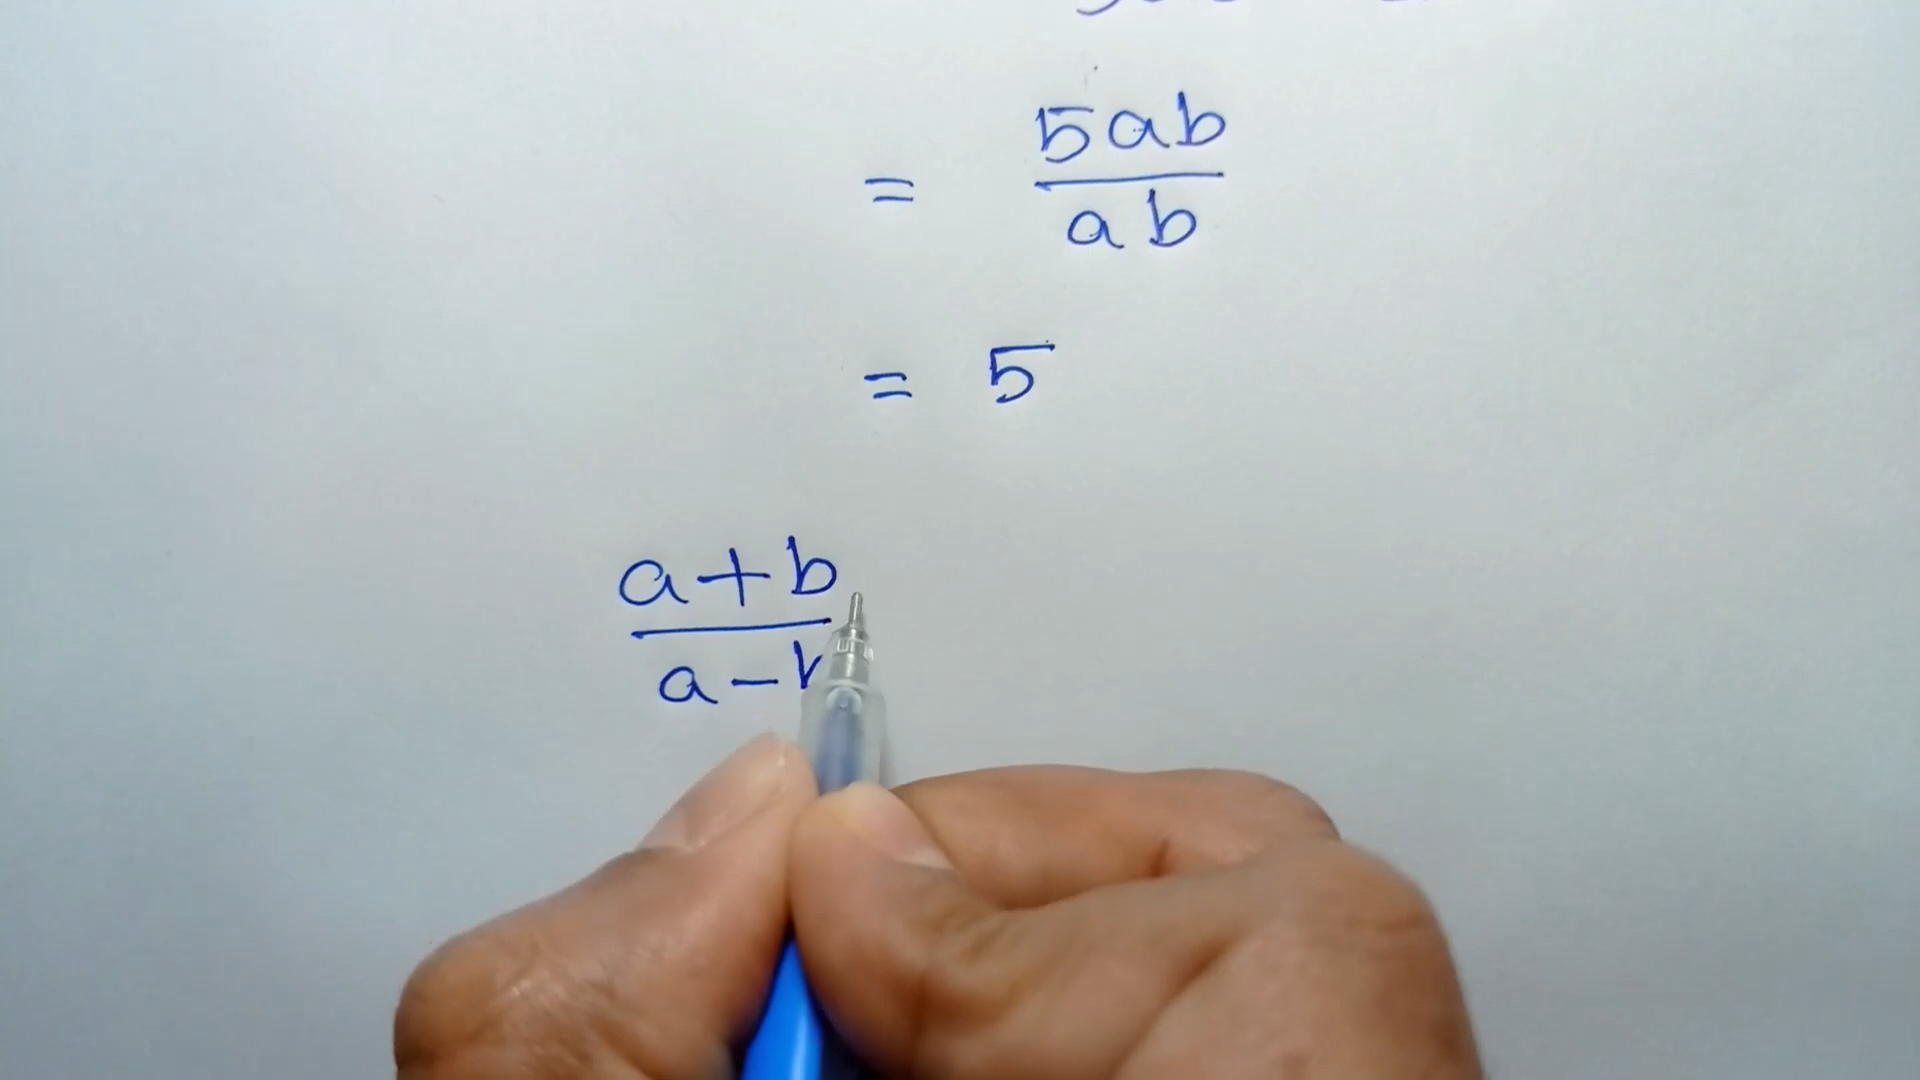 = 5ab/ab
= 5
a+b
a-